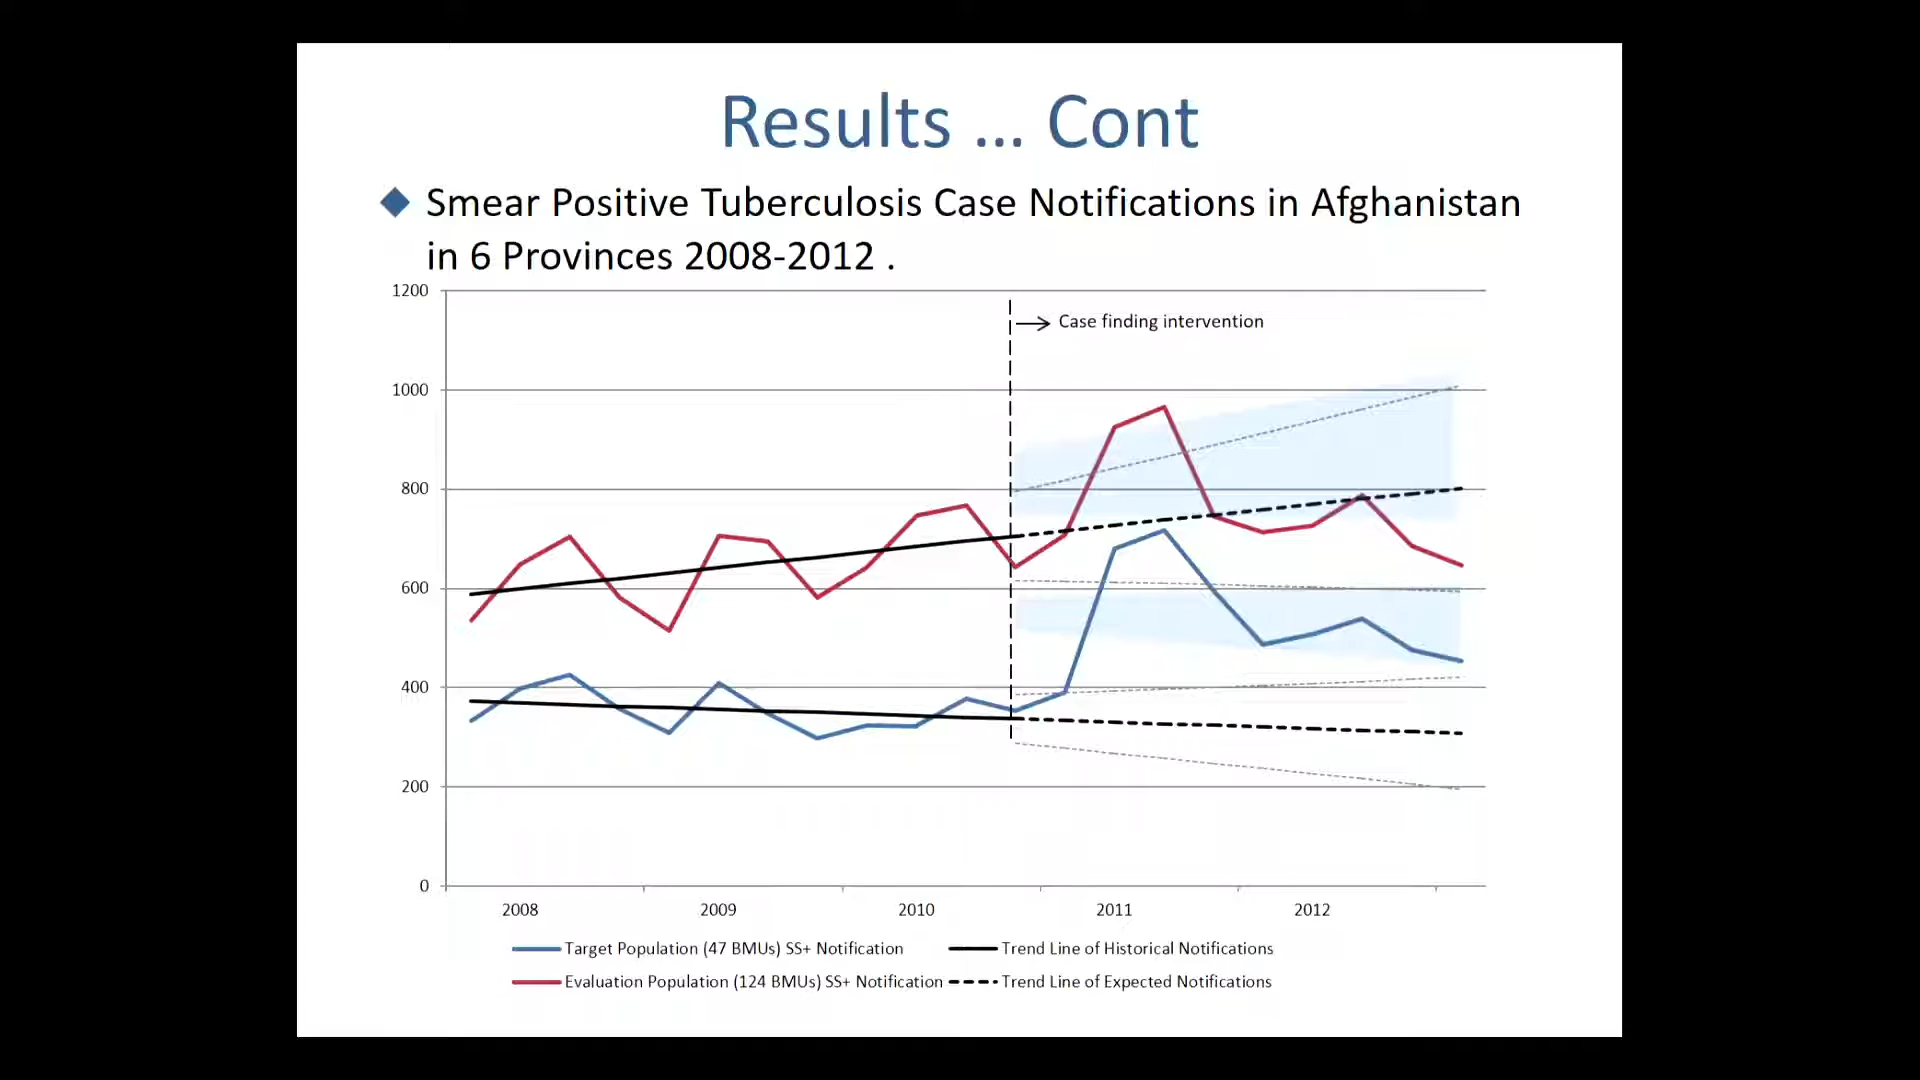 Results ... Cont
Smear Positive Tuberculosis Case Notifications in Afghanistan
in 6 Provinces 2008-2012 .
1200
Case finding intervention
1000
800
600
400
200
0
2008 2009 2010 2011 2012
Target Population (47 BMUs) SS+ Notification Trend Line of Historical Notifications
Evaluation Population (124 BMUs) SS+ Notification Trend Line of Expected Notifications